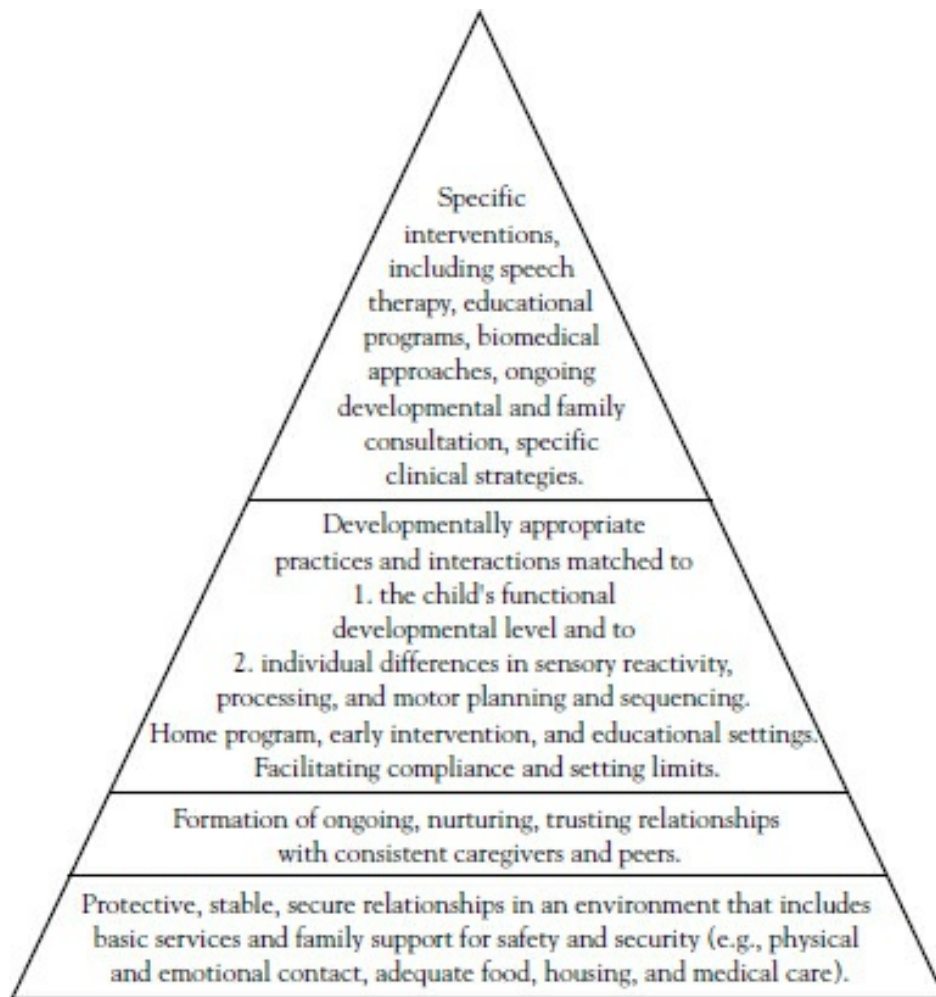 Specific
interventions,
including speech
therapy, educational
programs, biomedical
approaches, ongoing
developmental and family
consultation, specific
clinical strategies.
Developmentally appropriate
practices and interactions matched to
1. the child's functional
developmental level and to
2. individual differences in sensory reactivity,
processing, and motor planning and sequencing.
Home program, early intervention, and educational settings.
Facilitating compliance and setting limits.
Formation of ongoing, nurturing, trusting relationships
with consistent caregivers and peers.
Protective, stable, secure relationships in an environment that includes
basic services and family support for safety and security (e.g., physical
and emotional contact, adequate food, housing, and medical care).